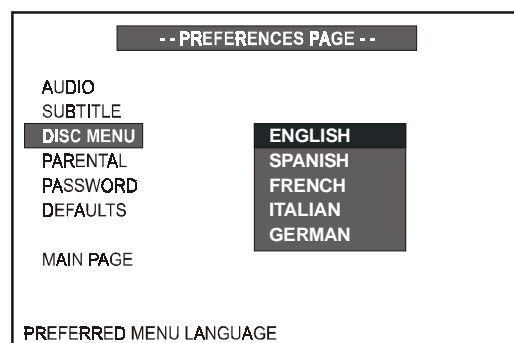 - - PREFERENCES PAGE - -
AUDIO
SUBTITLE
DISC MENU
PARENTAL
PASSWORD
DEFAULTS
MAIN PAGE
ENGLISH
SPANISH
FRENCH
ITALIAN
GERMAN
PREFERRED MENU LANGUAGE